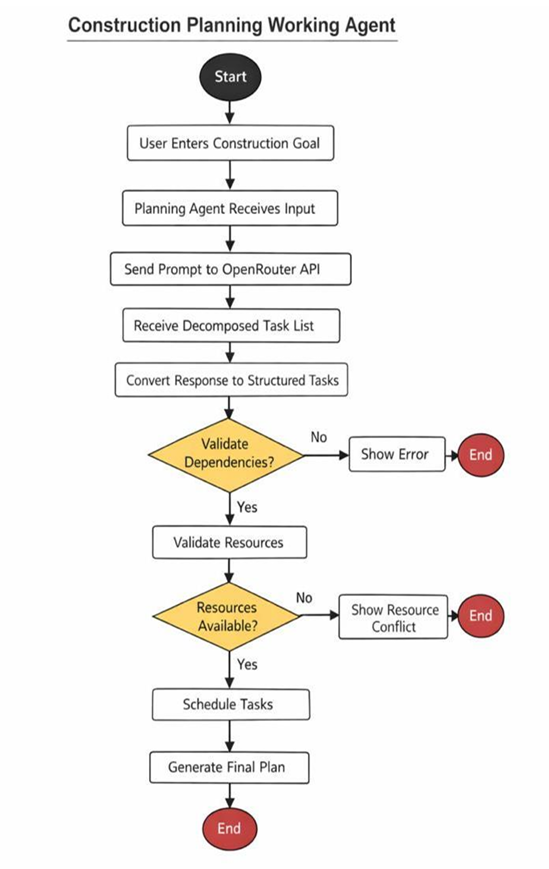 Construction Planning Working Agent
Start
User Enters Construction Goal
Planning Agent Receives Input
Send Prompt to OpenRouter API
Receive Decomposed Task List
Convert Response to Structured Tasks
Validate
Dependencies?
No
Show Error
End
Yes
Validate Resources
Resources
Available?
No
Show Resource
Conflict
End
Yes
Schedule Tasks
Generate Final Plan
End